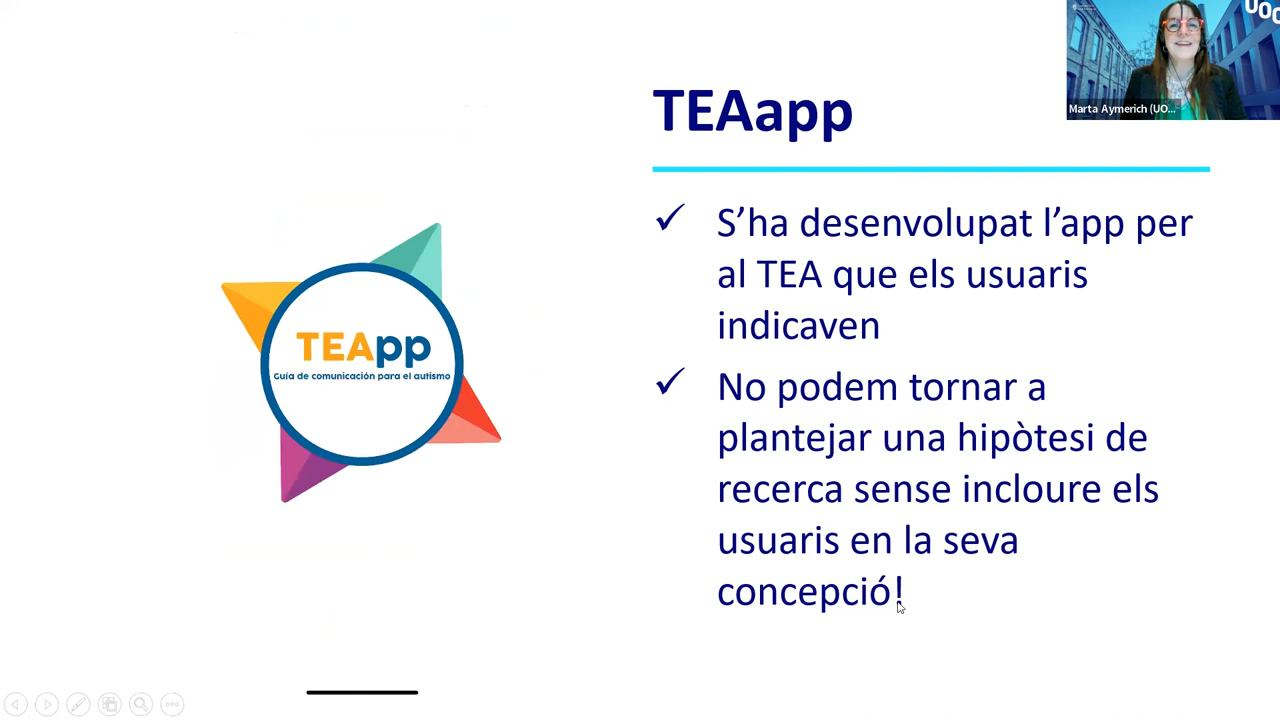 UOC
Marta Aymerich (UO...
TEAapp
S’ha desenvolupat l’app per
al TEA que els usuaris
indicaven
No podem tornar a
plantejar una hipòtesi de
recerca sense incloure els
usuaris en la seva
concepció!
TEApp
Guía de comunicación para el autismo